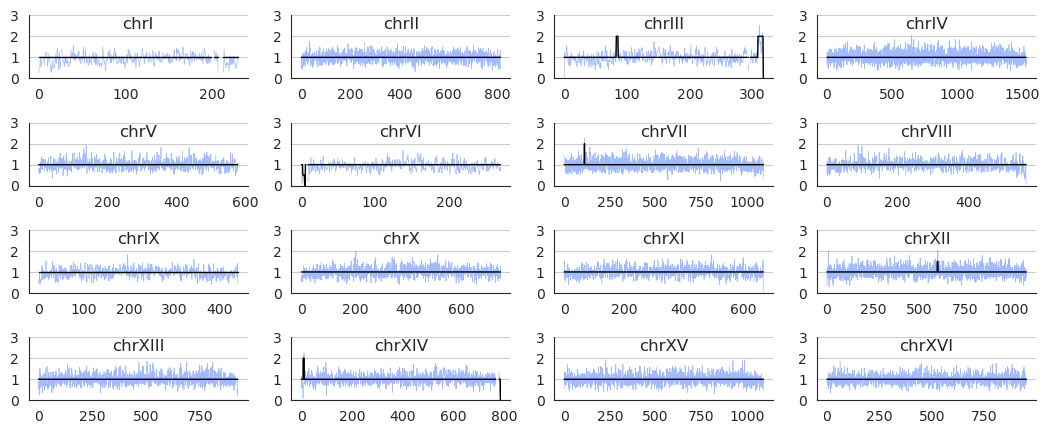 3 chrI 3 chrII 3 chrIII 3 chrIV
2 2 2 2
1 1 1 1
0 0 0 0
0 100 200 0 200 400 600 800 0 100 200 300 0 500 1000 1500
3 chrV 3 chrVI 3 chrVII 3 chrVIII
2 2 2 2
1 1 1 1
0 0 0 0
0 200 400 600 0 100 200 0 250 500 750 1000 0 200 400
3 chrIX 3 chrX 3 chrXI 3 chrXII
2 2 2 2
1 1 1 1
0 0 0 0
0 100 200 300 400 0 200 400 600 0 200 400 600 0 250 500 750 1000
3 chrXIII 3 chrXIV 3 chrXV 3 chrXVI
2 2 2 2
1 1 1 1
0 0 0 0
0 250 500 750 0 200 400 600 800 0 250 500 750 1000 0 250 500 750